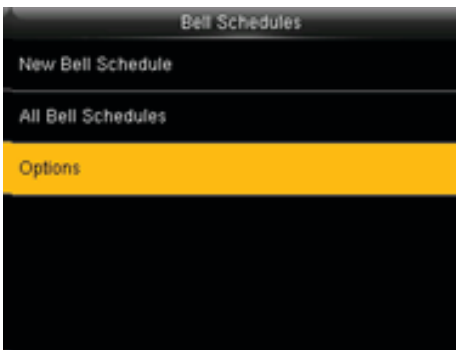 Bell Schedules
New Bell Schedule
All Bell Schedules
Options